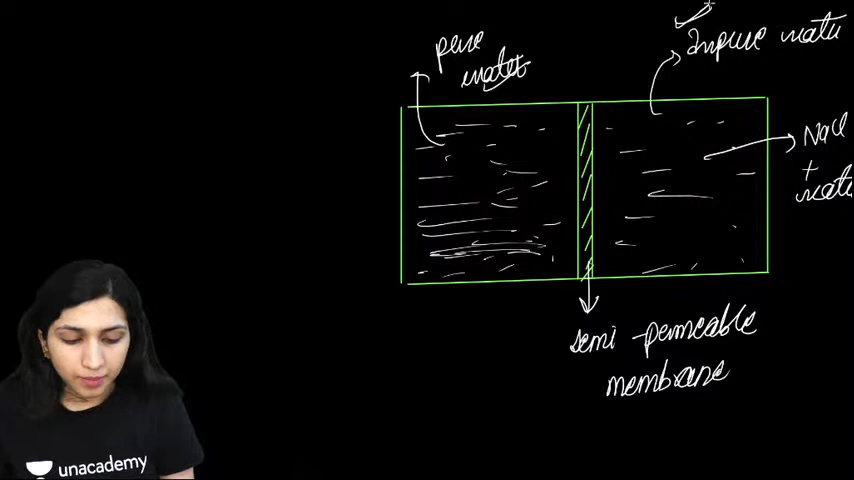 pure
water
Impure water
NaCl
+
water
semi-permeable
membrane
unacademy